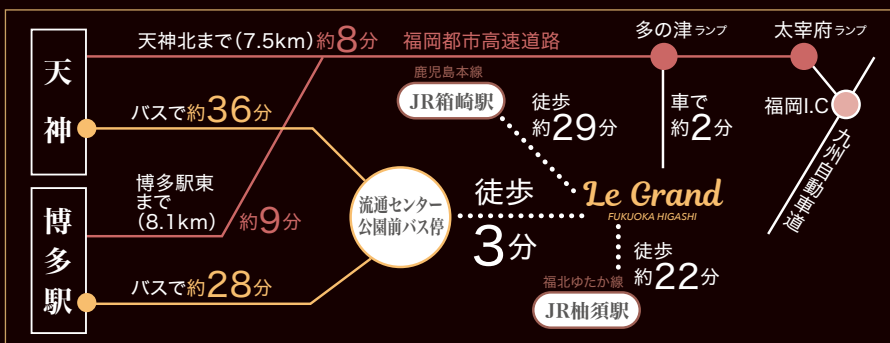 天神
天神北まで(7.5km)約8分
福岡都市高速道路
多の津ランプ
太宰府ランプ
鹿児島本線
JR箱崎駅
徒歩
約29分
車で
約2分
福岡I.C
九州自動車道
バスで約36分
博多駅東
まで
(8.1km)
約9分
流通センター
公園前バス停
徒歩
3分
Le Grand
FUKUOKA HIGASHI
博多駅
バスで約28分
徒歩
約22分
福北ゆたか線
JR柚須駅